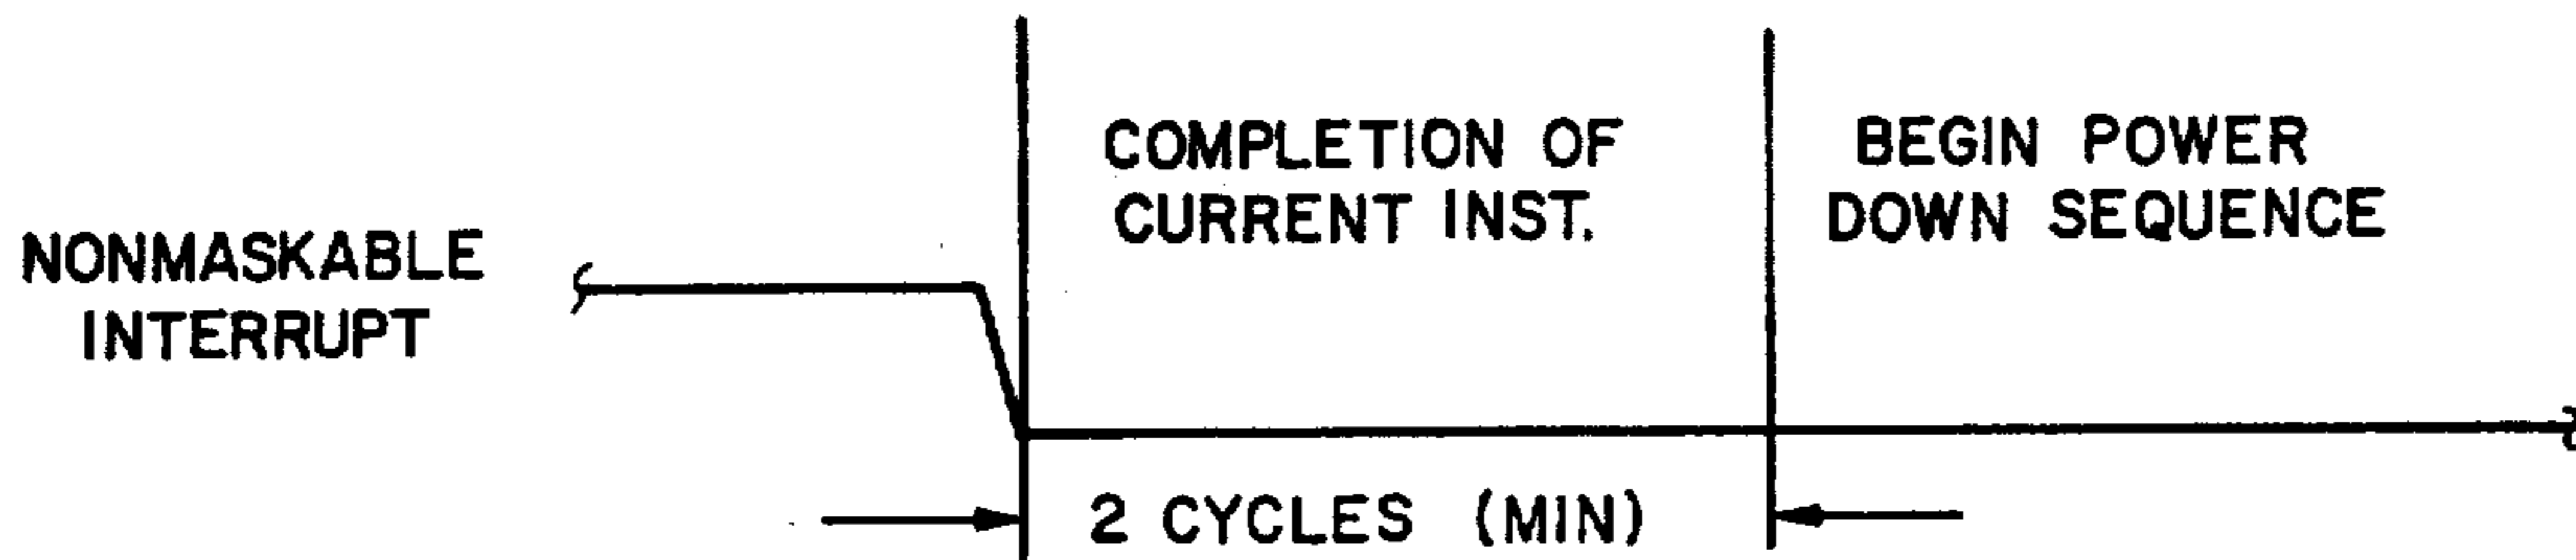 NONMASKABLE
INTERRUPT
COMPLETION OF
CURRENT INST.
BEGIN POWER
DOWN SEQUENCE
2 CYCLES (MIN)